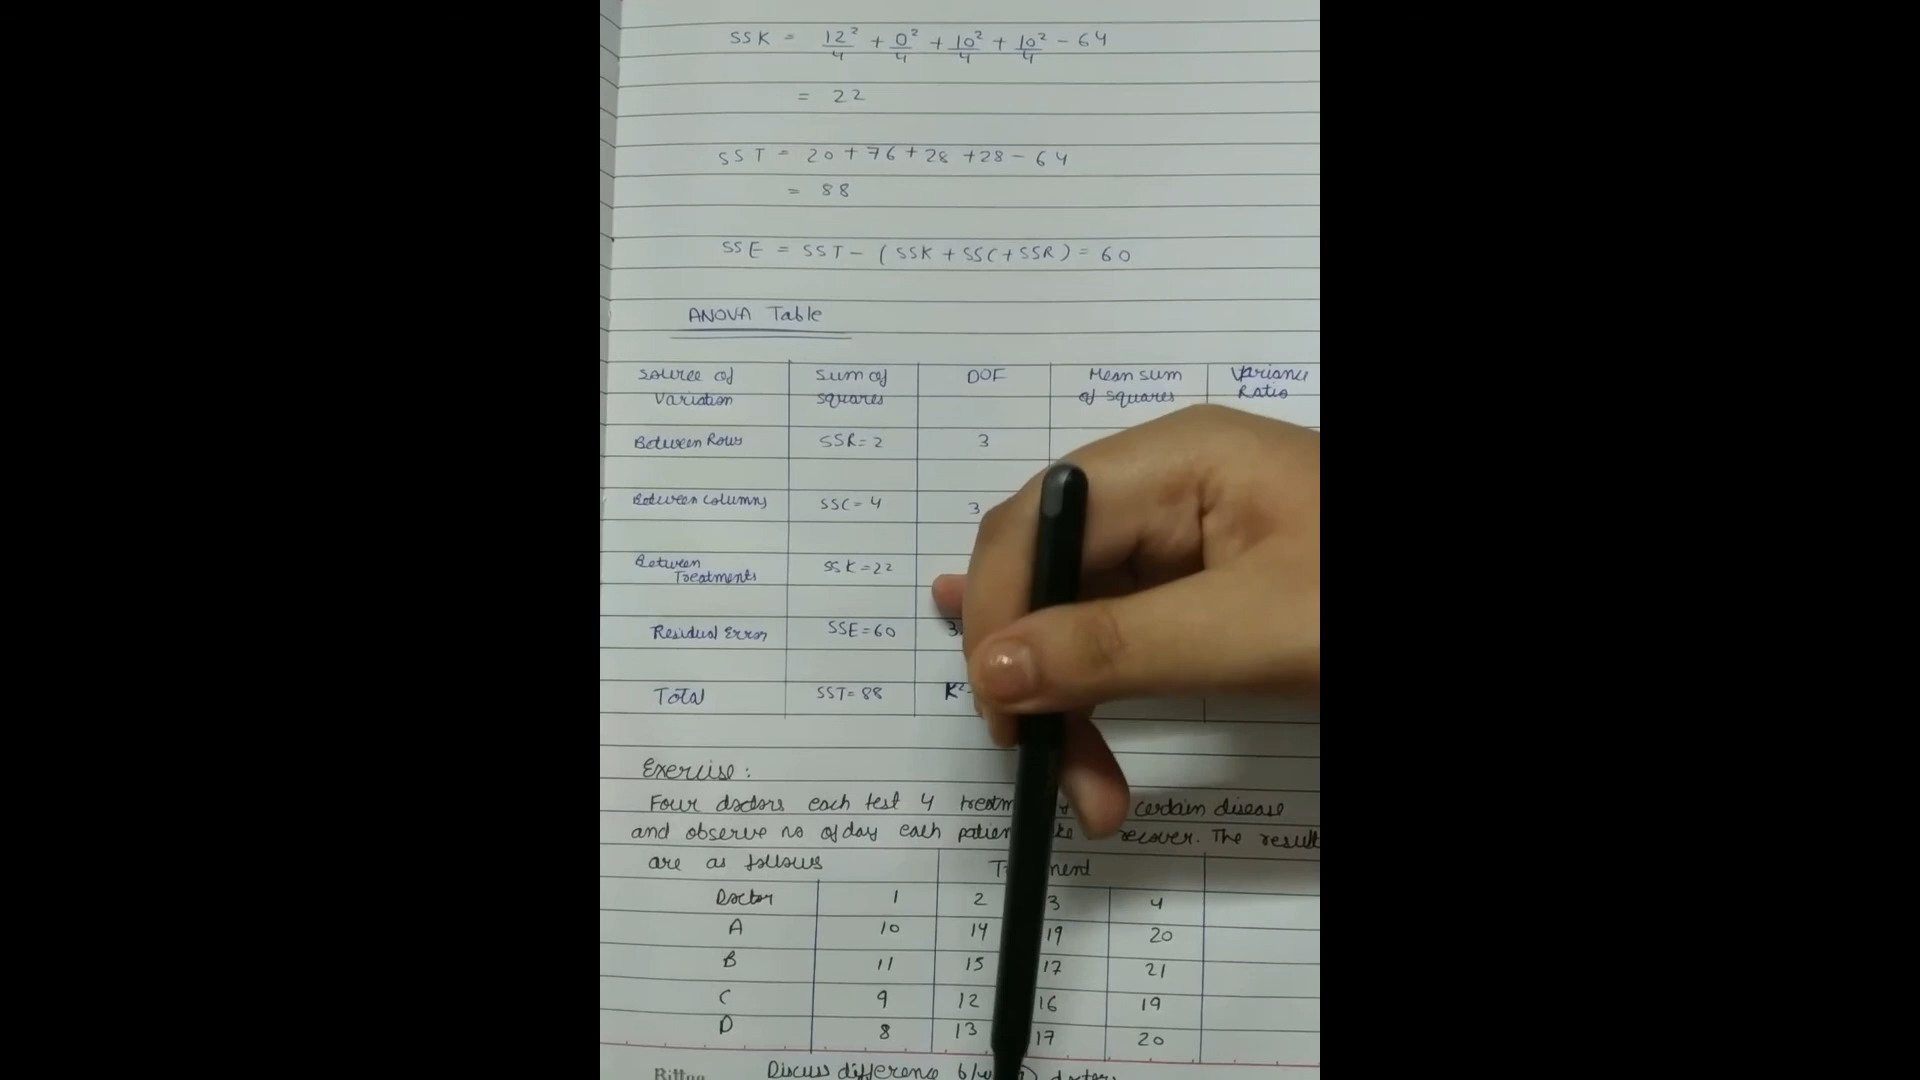 SSK = 12²/4 + 0²/4 + 10²/4 + 10²/4 - 64
= 22
SST = 20 + 76 + 28 + 28 - 64
= 88
SSE = SST - (SSK + SSC + SSR) = 60
ANOVA Table
Source of Variation Sum of squares DOF Mean sum of squares Variance Ratio
Between Rows SSR = 2 3
Between Columns SSC = 4 3
Between Treatments SSK = 22
Residual Error SSE = 60 3
Total SST = 88 K²-
Exercise:
Four doctors each test 4 certain disease
and observe no of day each recover. The result
are as follows
Doctor 1 2 3 4
A 10 14 19 20
B 11 15 17 21
C 9 12 16 19
D 8 13 17 20
Discuss difference